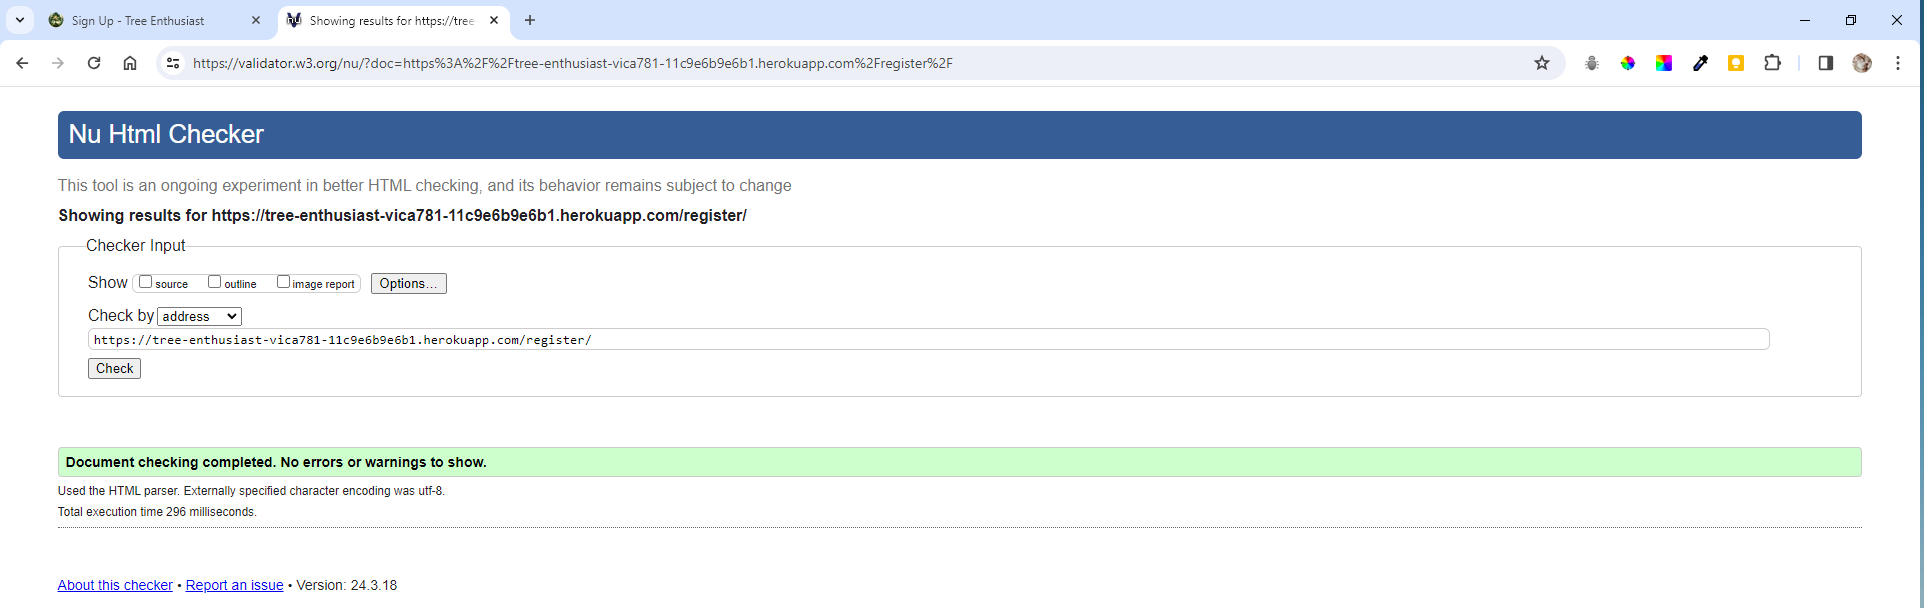 Sign Up - Tree Enthusiast
Showing results for https://tree
https://validator.w3.org/nu/?doc=https%3A%2F%2Ftree-enthusiast-vica781-11c9e6b9e6b1.herokuapp.com%2Fregister%2F
Nu Html Checker
This tool is an ongoing experiment in better HTML checking, and its behavior remains subject to change
Showing results for https://tree-enthusiast-vica781-11c9e6b9e6b1.herokuapp.com/register/
Checker Input
Show source outline image report Options...
Check by address
https://tree-enthusiast-vica781-11c9e6b9e6b1.herokuapp.com/register/
Check
Document checking completed. No errors or warnings to show.
Used the HTML parser. Externally specified character encoding was utf-8.
Total execution time 296 milliseconds.
About this checker • Report an issue • Version: 24.3.18